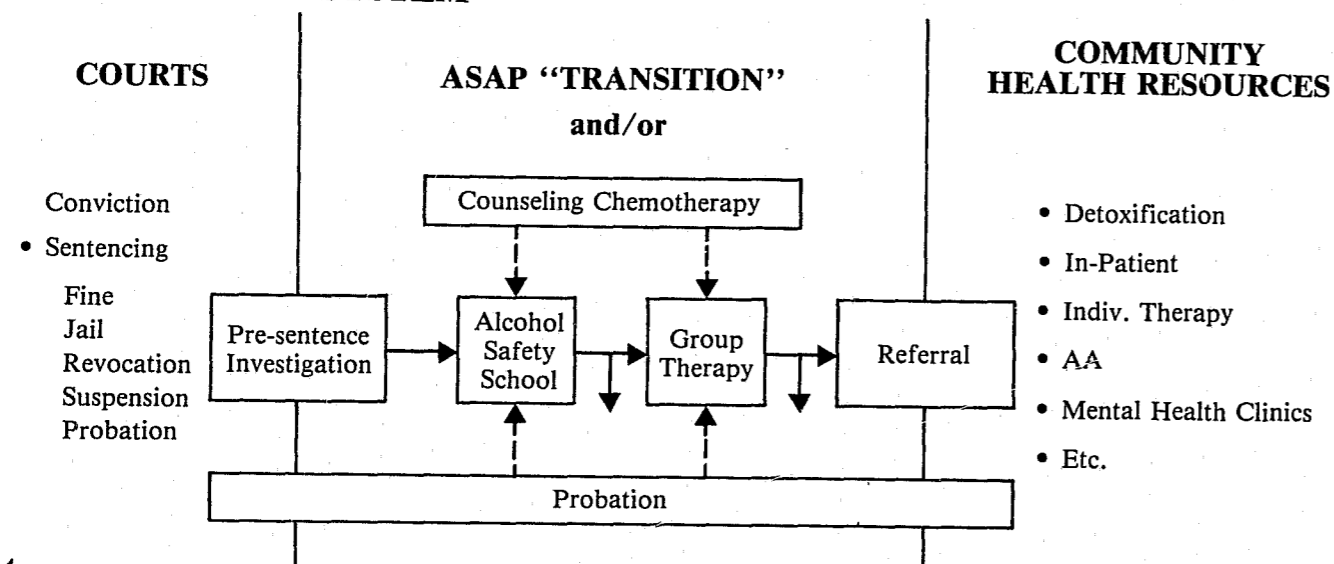 COURTS
Conviction
• Sentencing
Fine
Jail
Revocation
Suspension
Probation
ASAP “TRANSITION”
and/or
Counseling Chemotherapy
Pre-sentence
Investigation
Alcohol
Safety
School
Group
Therapy
Referral
Probation
COMMUNITY
HEALTH RESOURCES
• Detoxification
• In-Patient
• Indiv. Therapy
• AA
• Mental Health Clinics
• Etc.